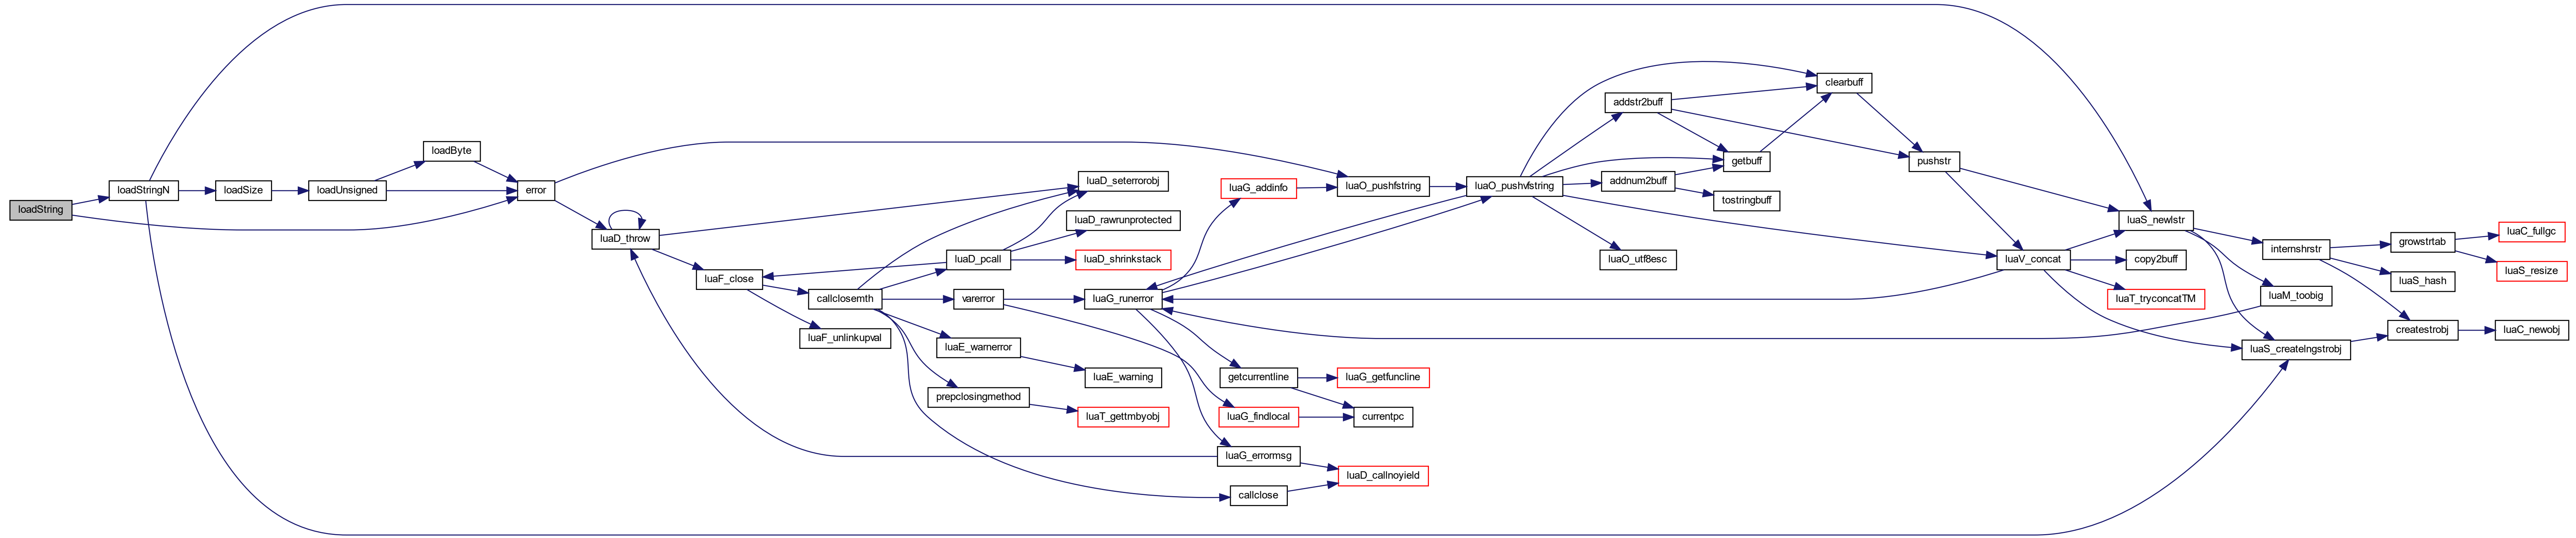 loadString
loadStringN
loadSize
loadUnsigned
loadByte
error
luaD_throw
luaF_close
callclosemth
luaF_unlinkupval
luaD_pcall
varerror
luaE_warnerror
prepclosingmethod
luaD_seterrorobj
luaD_rawrunprotected
luaD_shrinkstack
luaG_runerror
luaE_warning
luaT_gettmbyobj
luaG_addinfo
getcurrentline
luaG_findlocal
luaG_errormsg
callclose
luaO_pushfstring
luaG_getfuncline
currentpc
luaD_callnoyield
luaO_pushvfstring
addstr2buff
addnum2buff
luaO_utf8esc
getbuff
tostringbuff
clearbuff
pushstr
luaV_concat
luaS_newlstr
copy2buff
luaT_tryconcatTM
internshrstr
luaM_toobig
luaS_createlngstrobj
growstrtab
luaS_hash
createstrobj
luaC_fullgc
luaS_resize
luaC_newobj